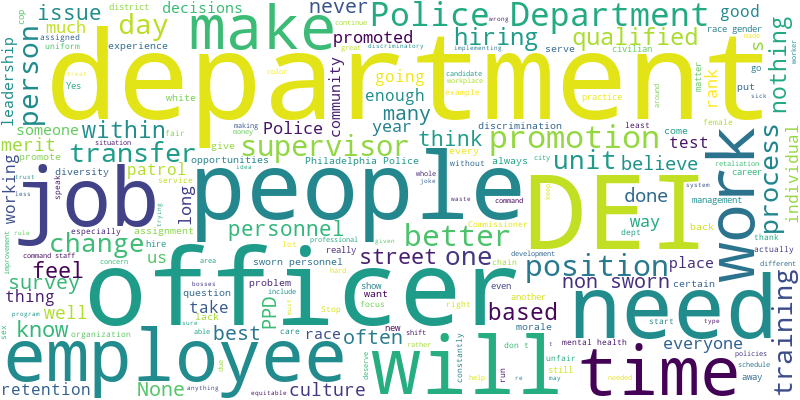 issue
decisions
never
Police Department
good
much
day
make
promoted
hiring
qualified
experience
serve
person
leadership
department
going
rank
nothing
white
enough
many
year
community
Police
discrimination
someone
within
merit
transfer
supervisor
think
promotion
test
promote
opportunities
Philadelphia Police
always
unit
believe
process
individual
working
diversity
patrol
job
people
DEI
work
long
personnel
change
sworn personnel
better
done
way
position
feel
us
street
one
place
training
survey
officer
need
thing
take
question
problem
PPD
based
non sworn
know
well
best
race
often
culture
morale
everyone
None
retention
employee
will
time
mental health
unfair
constantly
command staff
organization
especially
assignment
really
lack
hire
show
want
focus
include
care
even
another
right
new
shift
rather
Stop
chain
Commissioner
development
professional
management
career
retaliation
race gender
civilian
candidate
workplace
example
practice
matter
female
implementing
discriminatory
uniform
assigned
district
cop
Yes
color
fair
give
situation
making
money
every
without
city
command
joke
whole
waste
idea
service
speak
trust
less
rule
concern
improvement
program
sex
equitable
anything
bosses
deserve
run
help
needed
still
may
don t
start
type
policies
schedule
away
different
actually
thank
system
back
dept
certain
come
least
around
put
go
sick
worker
wrong
continue
great
treat
trying
hard
lot
area
able
sure
due
given
must
keep
made
re
s
t